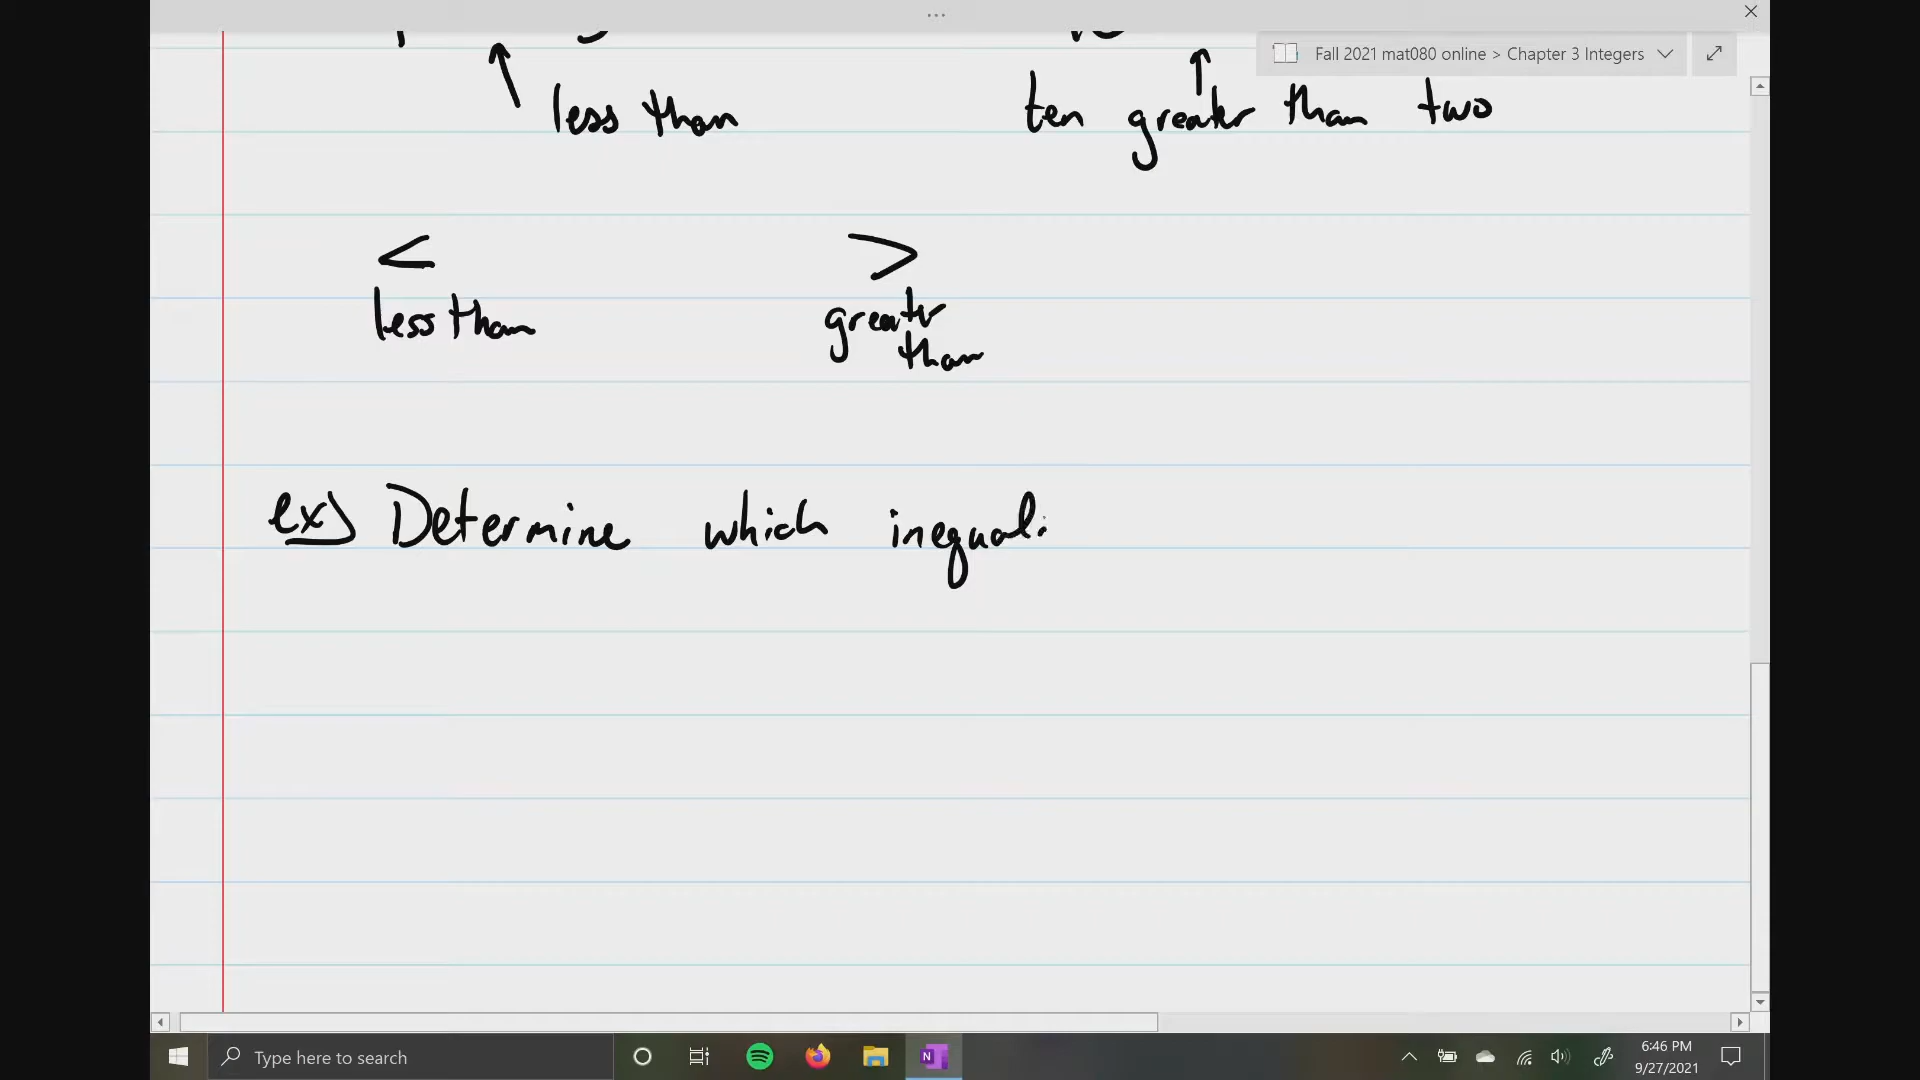 ...
Fall 2021 mat080 online > Chapter 3 Integers
less than
ten greater than two
<
>
less than
greater
than
ex) Determine which inequali
Type here to search
N
6:46 PM
9/27/2021